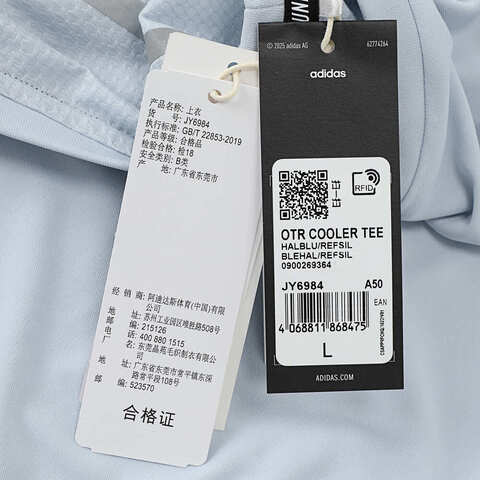 产品名称: 上衣
货 号: JY6984
执行标准: GB/T 22853-2019
产品等级: 合格品
检验合格: 检18
安全类别: B类
产 地: 广东省东莞市
经 销 商: 阿迪达斯体育(中国)有限
公司
地 址: 苏州工业园区唯胜路508号
邮 编: 215126
电 话: 400 880 1515
厂 名: 东莞晶苑毛织制衣有限公司
地 址: 广东省东莞市常平镇东深
路常平段108号
邮 编: 523570
合格证
UN
© 2025 adidas AG.
62774264
adidas
RFID
OTR COOLER TEE
HALBLU/REFSIL
BLEHAL/REFSIL
0900269364
JY6984 A50
EAN
4 068811 868475
L
ADIDAS.COM